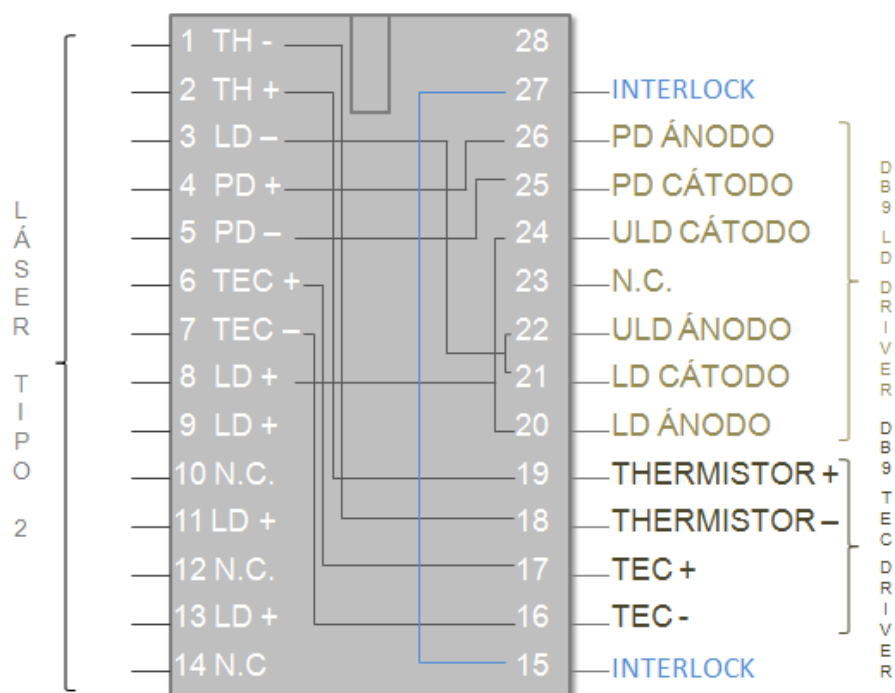 LÁSER TIPO 2
1 TH - 28
2 TH + 27 INTERLOCK
3 LD – 26 PD ÁNODO
4 PD + 25 PD CÁTODO
5 PD – 24 ULD CÁTODO
6 TEC + 23 N.C.
7 TEC – 22 ULD ÁNODO
8 LD + 21 LD CÁTODO
9 LD + 20 LD ÁNODO
10 N.C. 19 THERMISTOR +
11 LD + 18 THERMISTOR –
12 N.C. 17 TEC +
13 LD + 16 TEC -
14 N.C 15 INTERLOCK
DB9 LD DRIVER
DB9 TEC DRIVER